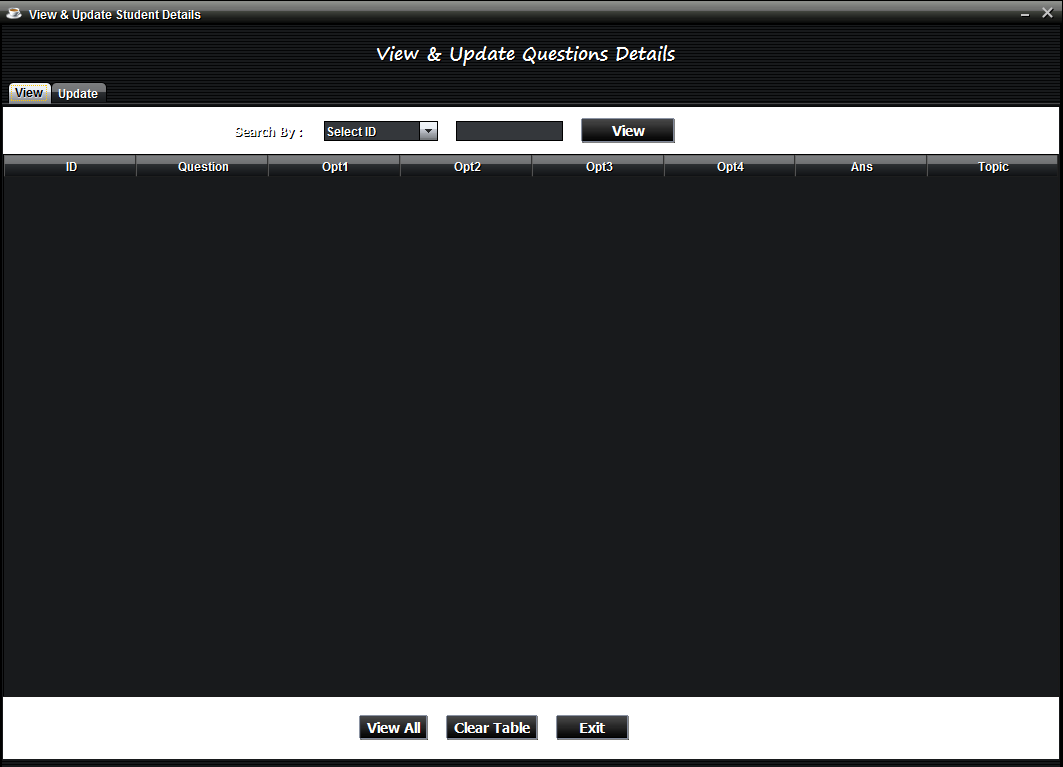 View & Update Student Details
View & Update Questions Details
View Update
Search By : Select ID View
ID Question Opt1 Opt2 Opt3 Opt4 Ans Topic
View All Clear Table Exit